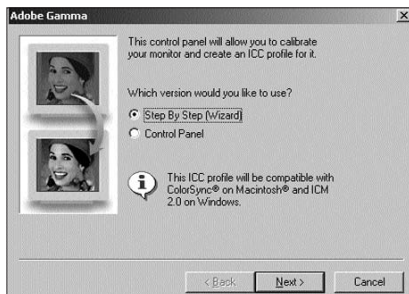 Adobe Gamma
This control panel will allow you to calibrate
your monitor and create an ICC profile for it.
Which version would you like to use?
Step By Step (Wizard)
Control Panel
This ICC profile will be compatible with
ColorSync® on Macintosh® and ICM
2.0 on Windows.
< Back
Next >
Cancel